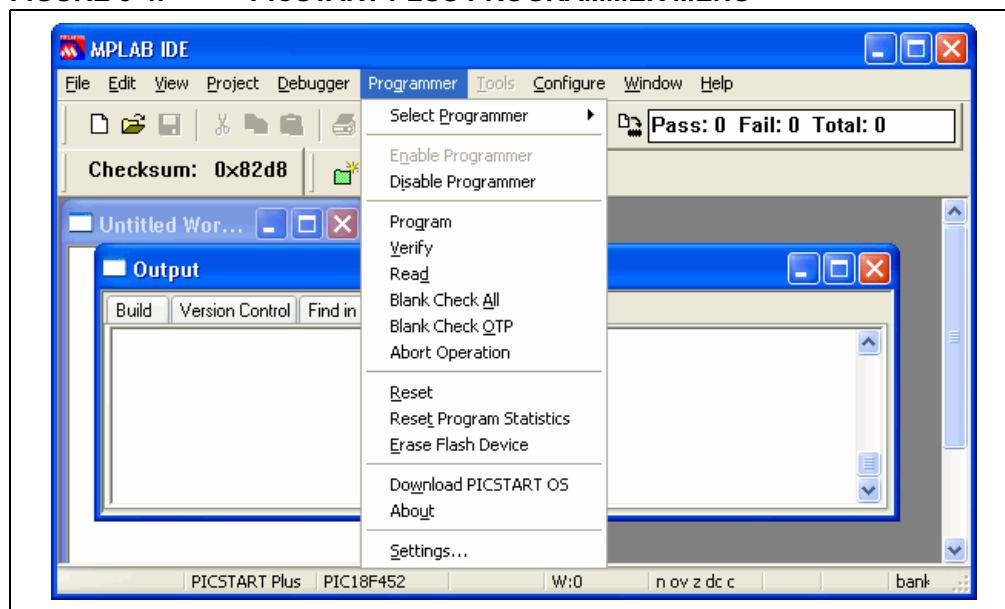 MPLAB IDE
File Edit View Project Debugger Programmer Tools Configure Window Help
Pass: 0 Fail: 0 Total: 0
Checksum: 0x82d8
Select Programmer
Enable Programmer
Disable Programmer
Program
Verify
Read
Blank Check All
Blank Check OTP
Abort Operation
Reset
Reset Program Statistics
Erase Flash Device
Download PICSTART OS
About
Settings...
Untitled Wor...
Output
Build Version Control Find in
PICSTART Plus PIC18F452 W:0 n ov z dc c bank